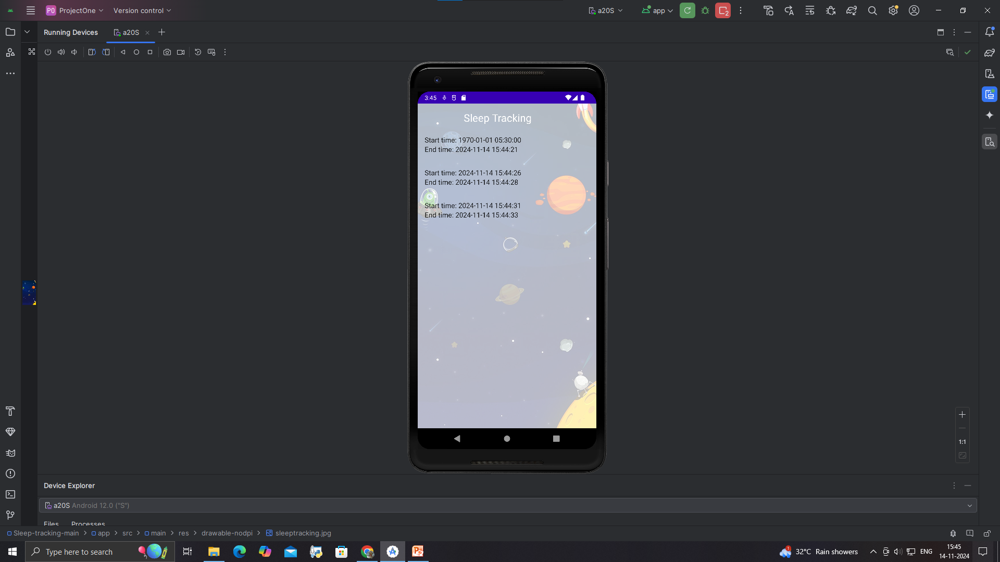 P0 ProjectOne Version control a20S app 2
Running Devices a20S
3:45
Sleep Tracking
Start time: 1970-01-01 05:30:00
End time: 2024-11-14 15:44:21
Start time: 2024-11-14 15:44:26
End time: 2024-11-14 15:44:28
Start time: 2024-11-14 15:44:31
End time: 2024-11-14 15:44:33
1:1
Device Explorer
a20S Android 12.0 ("S")
Files Processes
Sleep-tracking-main app src main res drawable-nodpi sleeptracking.jpg
Type here to search
1 32°C Rain showers ENG
15:45
14-11-2024